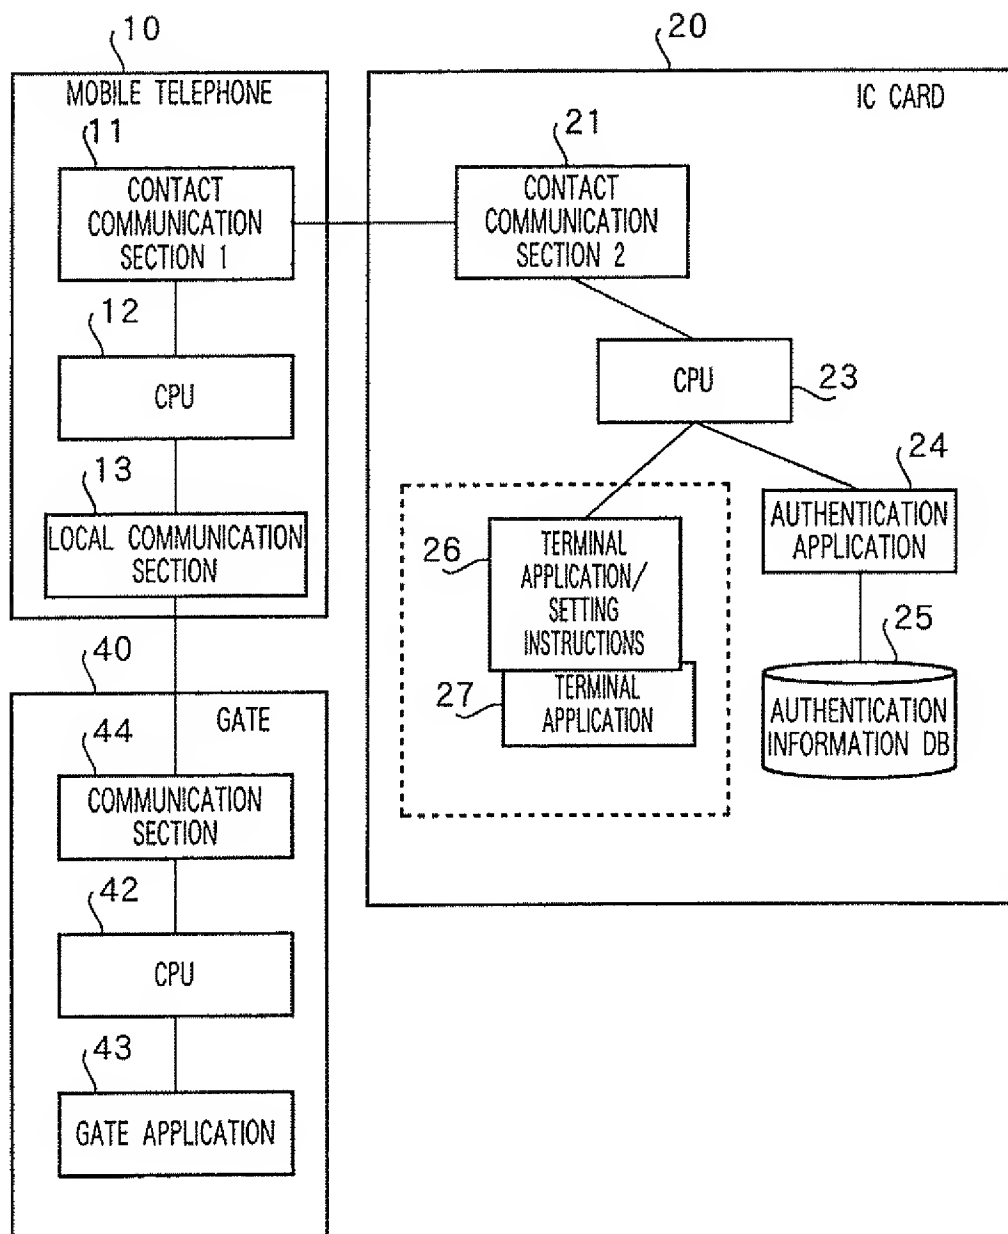 10
MOBILE TELEPHONE
11
CONTACT
COMMUNICATION
SECTION 1
12
CPU
13
LOCAL COMMUNICATION
SECTION
40
GATE
44
COMMUNICATION
SECTION
42
CPU
43
GATE APPLICATION
20
IC CARD
21
CONTACT
COMMUNICATION
SECTION 2
CPU
23
24
AUTHENTICATION
APPLICATION
26
TERMINAL
APPLICATION/
SETTING
INSTRUCTIONS
27
TERMINAL
APPLICATION
25
AUTHENTICATION
INFORMATION DB